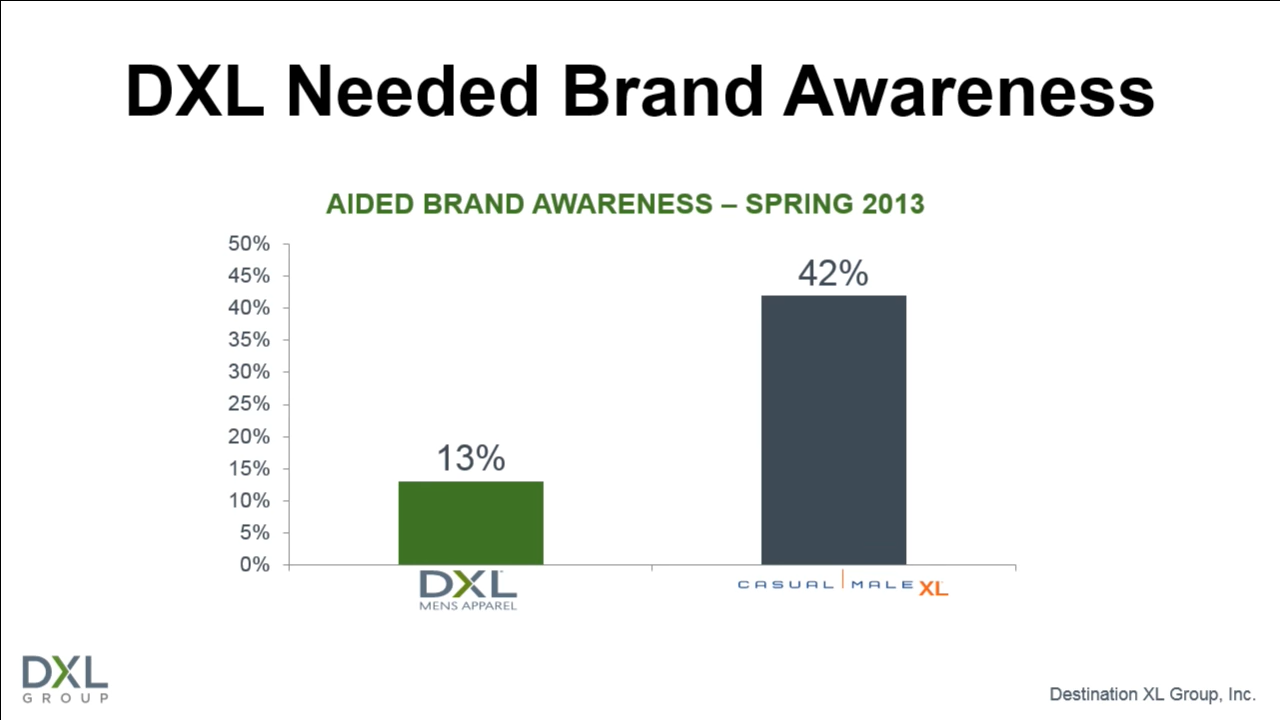 DXL Needed Brand Awareness
AIDED BRAND AWARENESS – SPRING 2013
50%
45%
40%
35%
30%
25%
20%
15%
10%
5%
0%
13%
42%
DXL
MENS APPAREL
CASUAL MALE XL
DXL
GROUP
Destination XL Group, Inc.